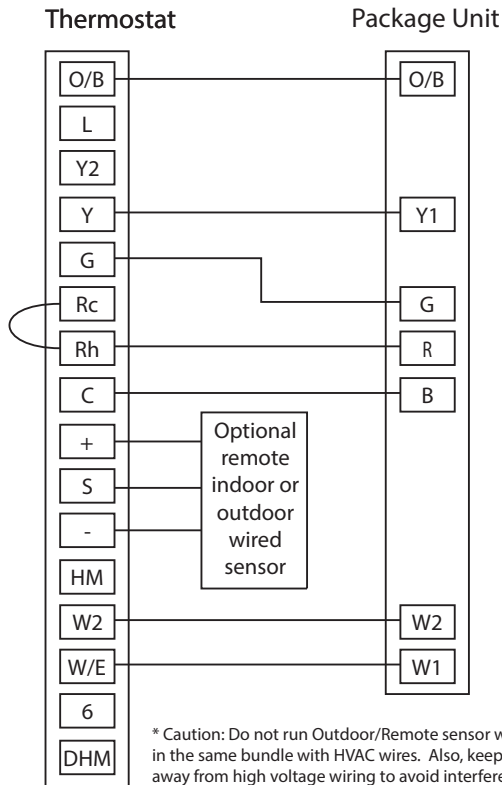 Thermostat
Package Unit
O/B
L
Y2
Y
G
Rc
Rh
C
+
S
-
HM
W2
W/E
6
DHM
Optional
remote
indoor or
outdoor
wired
sensor
O/B
Y1
G
R
B
W2
W1
* Caution: Do not run Outdoor/Remote sensor
in the same bundle with HVAC wires. Also, keep
away from high voltage wiring to avoid